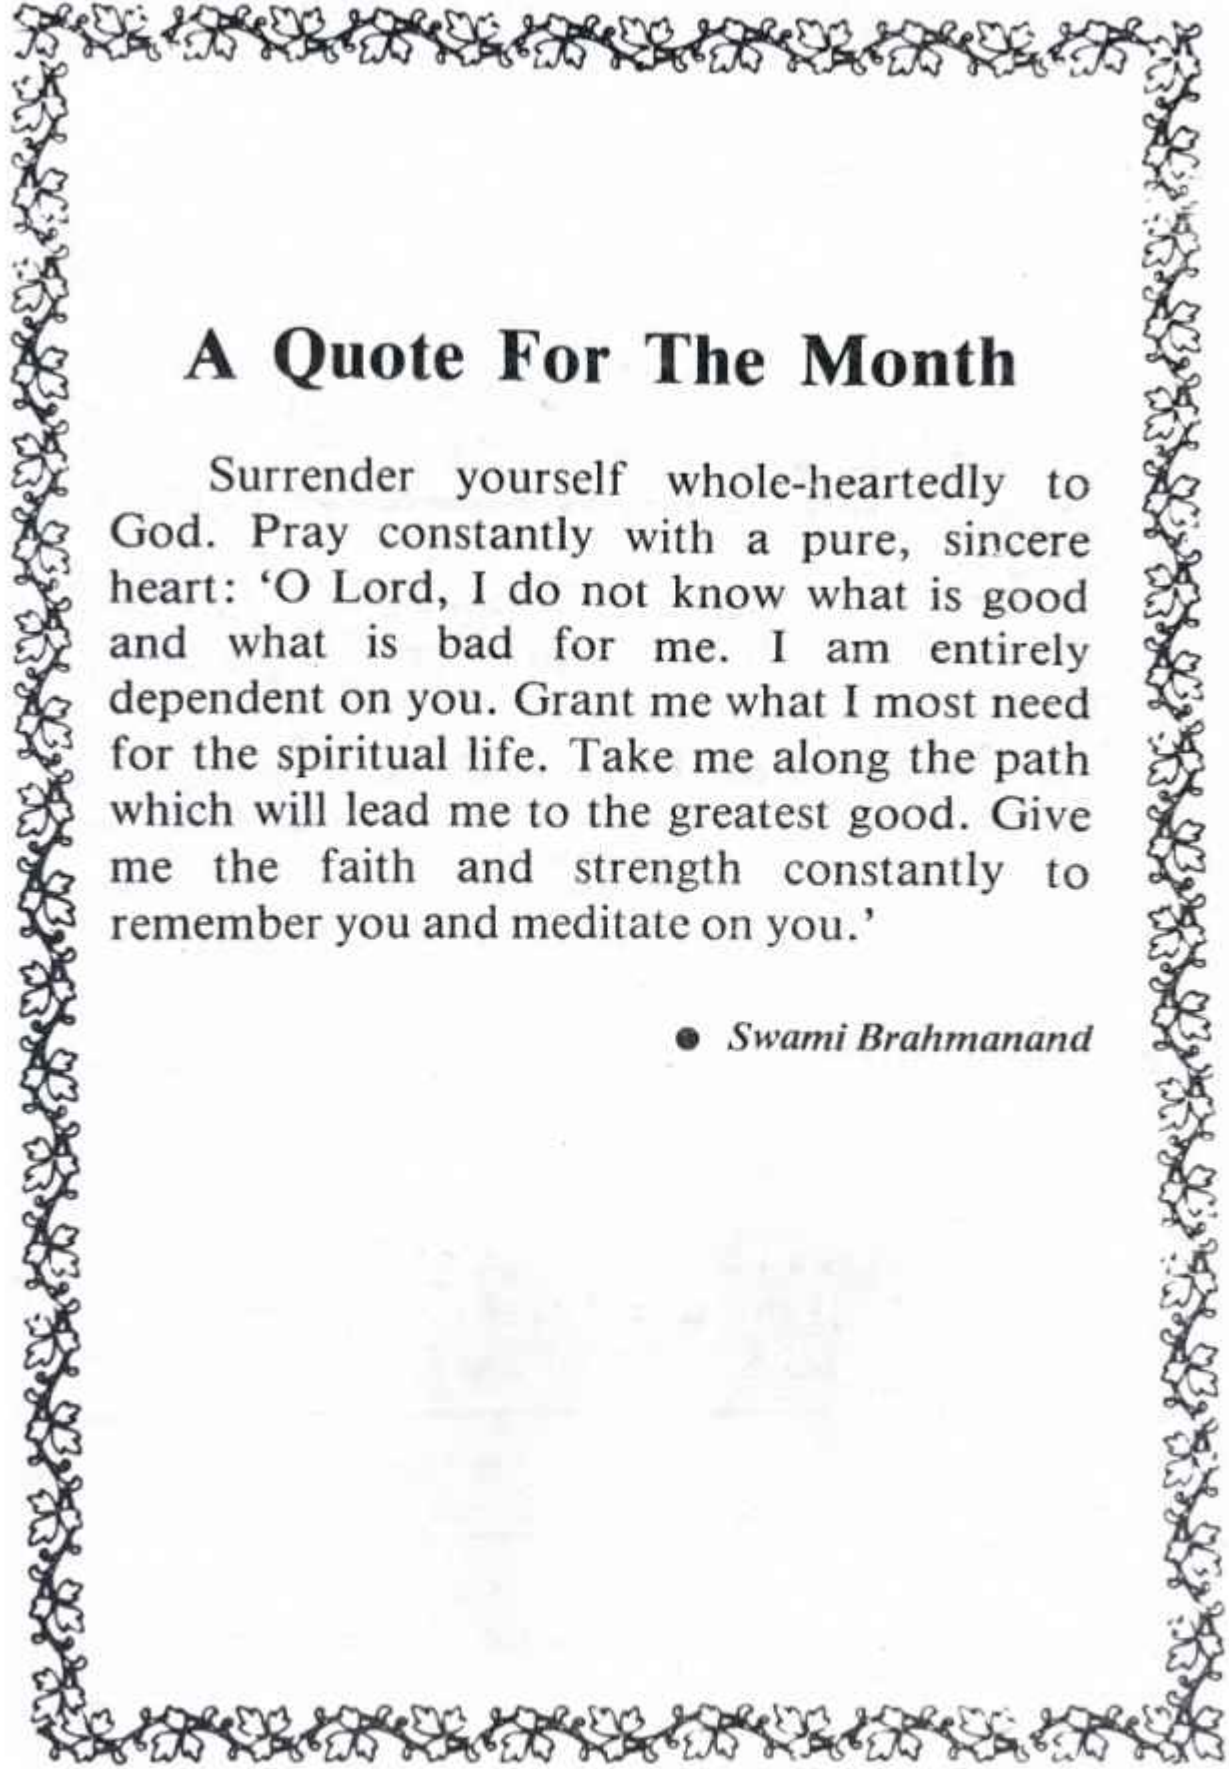 A Quote For The Month
Surrender yourself whole-heartedly to
God. Pray constantly with a pure, sincere
heart: ‘O Lord, I do not know what is good
and what is bad for me. I am entirely
dependent on you. Grant me what I most need
for the spiritual life. Take me along the path
which will lead me to the greatest good. Give
me the faith and strength constantly to
remember you and meditate on you.’
● Swami Brahmanand